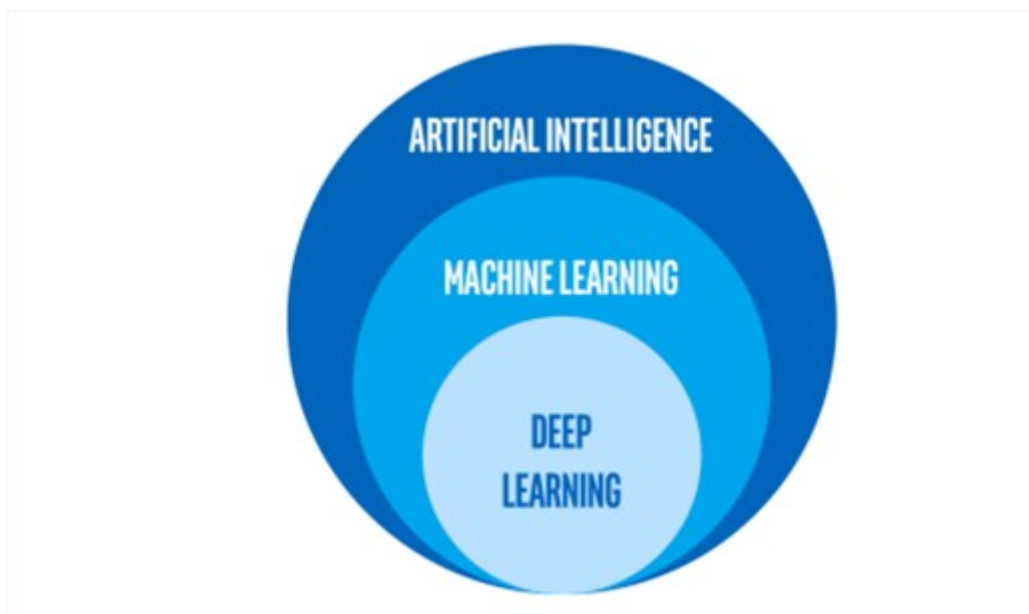 ARTIFICIAL INTELLIGENCE
MACHINE LEARNING
DEEP
LEARNING